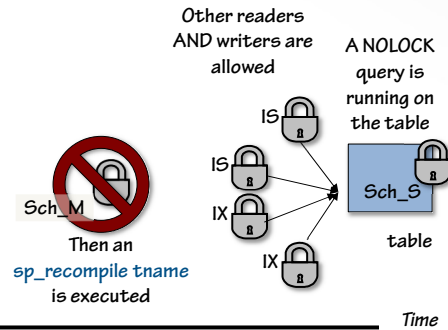 Other readers
AND writers are
allowed
A NOLOCK
query is
running on
the table
IS
IS
IX
IX
Sch_S
table
Sch_M
Then an
sp_recompile tname
is executed
Time